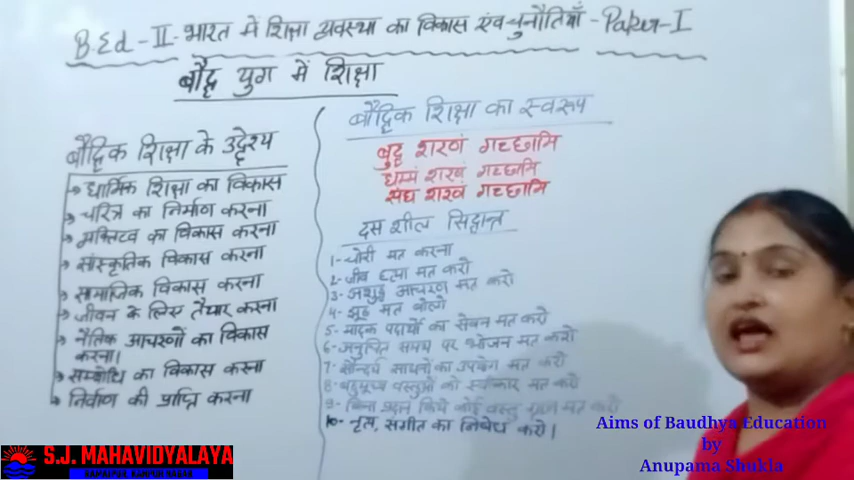 B.Ed-II- भारत में शिक्षा व्यवस्था का विकास एवं चुनौतियाँ - Paper-I
बौद्ध युग में शिक्षा
बौद्धिक शिक्षा के उद्देश्य
→ धार्मिक शिक्षा का विकास
→ चरित्र का निर्माण करना
→ व्यक्तित्व का विकास करना
→ सांस्कृतिक विकास करना
→ सामाजिक विकास करना
→ जीवन के लिए तैयार करना
→ नैतिक आचरणों का विकास
करना।
→ सम्बोधि का विकास करना
→ निर्वाण की प्राप्ति करना
बौद्धिक शिक्षा का स्वरूप
बुद्ध शरणं गच्छामि
धम्मं शरणं गच्छामि
संघ शरणं गच्छामि
दस शील सिद्धान्त
1- चोरी मत करना
2- जीव हत्या मत करो
3- अशुद्ध आचरण मत करो
4- झूठ मत बोलो
5- मादक पदार्थो का सेवन मत करो
6- अनुचित समय पर भोजन मत करो
7- सौन्दर्य साधनों का उपयोग मत करो
8- बहुमूल्य वस्तुओं को स्वीकार मत करो
9- बिना प्रदान किये कोई वस्तु ग्रहण मत करो
10- नृत्य, संगीत का निषेध करो।
Aims of Baudhya Education
by
Anupama Shukla
S.J. MAHAVIDYALAYA
RAMAIPUR, KANPUR NAGAR